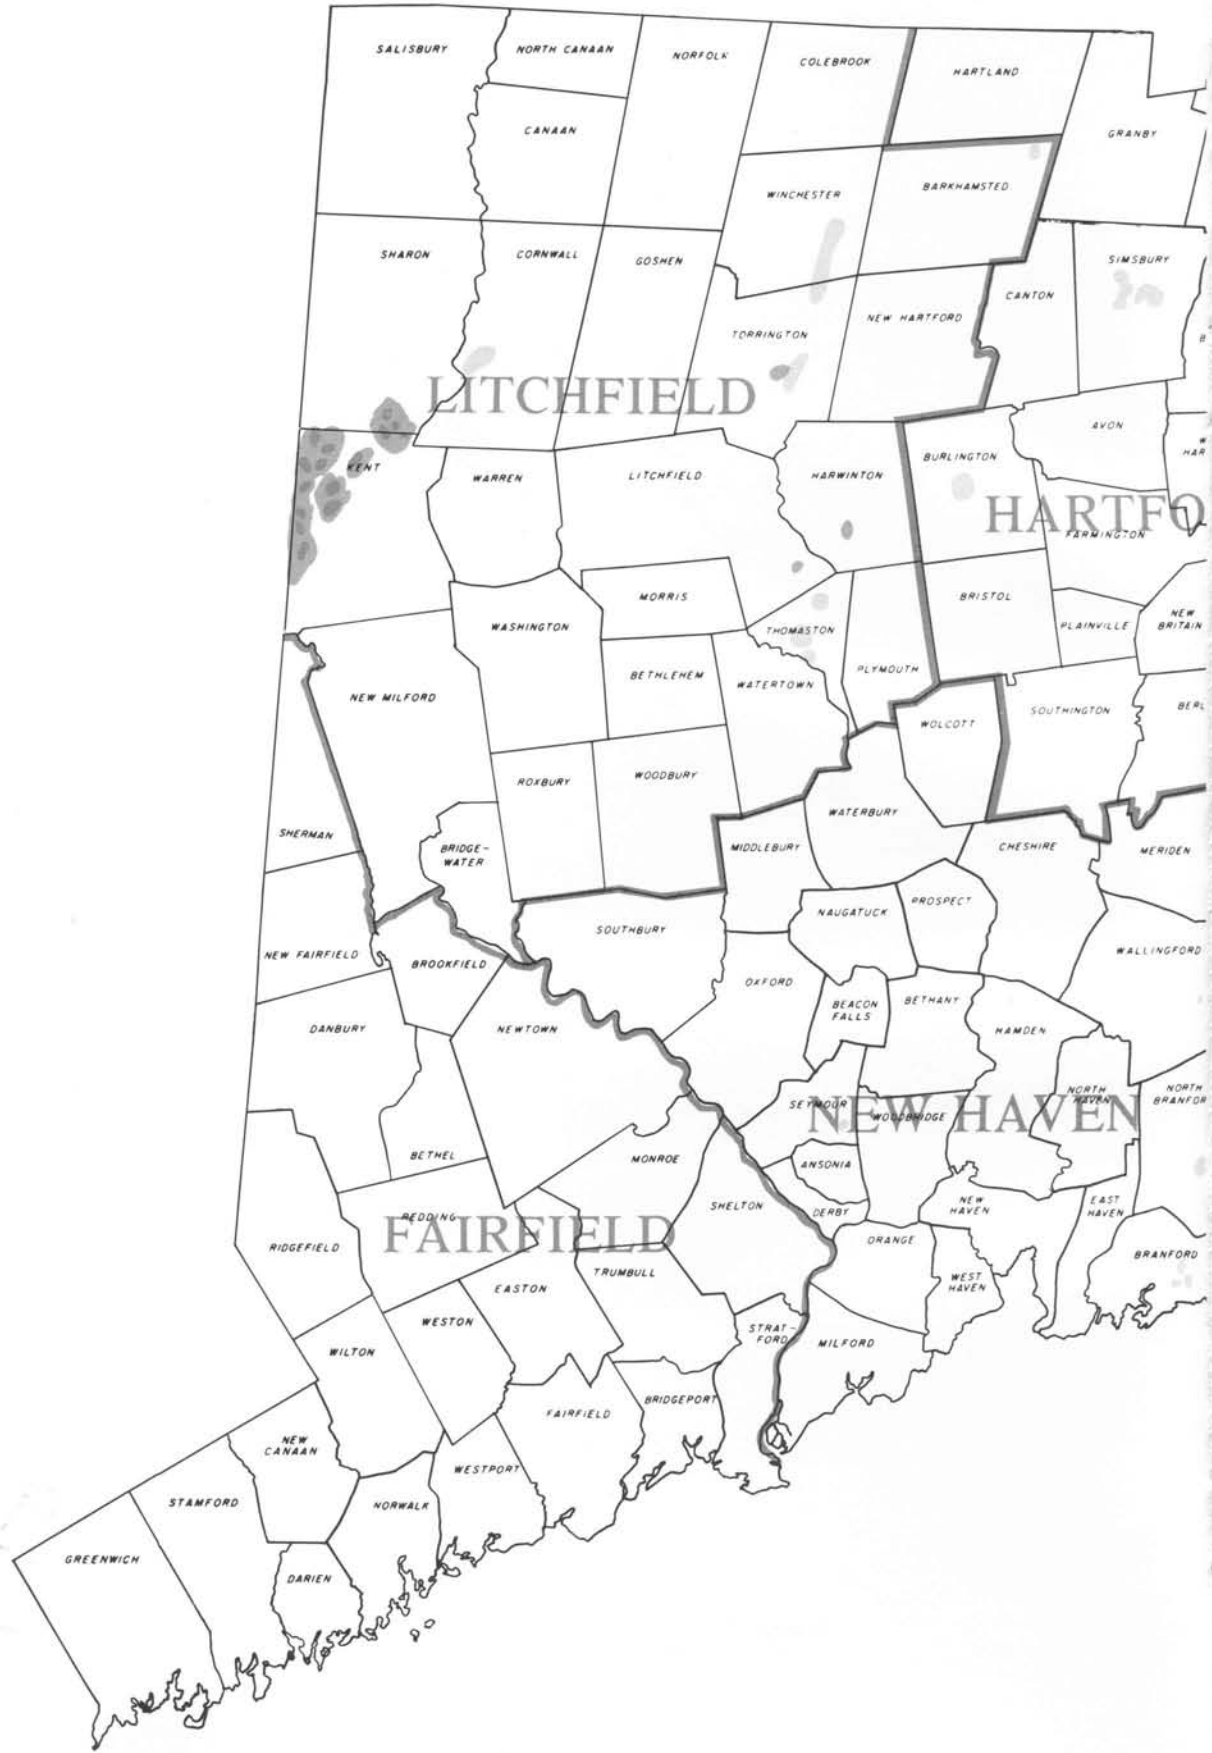 SALISBURY
NORTH CANAAN
NORFOLK
COLEBROOK
HARTLAND
CANAAN
GRANBY
WINCHESTER
BARKHAMSTED
SHARON
CORNWALL
GOSHEN
SIMSBURY
CANTON
NEW HARTFORD
TORRINGTON
LITCHFIELD
AVON
KENT
WARREN
LITCHFIELD
HARWINTON
BURLINGTON
W
HAR
HARTFO
FARMINGTON
MORRIS
BRISTOL
WASHINGTON
THOMASTON
PLAINVILLE
NEW
BRITAIN
BETHLEHEM
WATERTOWN
PLYMOUTH
NEW MILFORD
WOLCOTT
SOUTHINGTON
BERL
ROXBURY
WOODBURY
SHERMAN
BRIDGE-
WATER
WATERBURY
MIDDLEBURY
CHESHIRE
MERIDEN
NAUGATUCK
PROSPECT
SOUTHBURY
NEW FAIRFIELD
BROOKFIELD
WALLINGFORD
OXFORD
BEACON
FALLS
BETHANY
DANBURY
NEWTOWN
HAMDEN
SEYMOUR
NEW HAVEN
WOODBRIDGE
NORTH
HAVEN
NORTH
BRANFOR
BETHEL
MONROE
ANSONIA
REDDING
FAIRFIELD
SHELTON
DERBY
NEW
HAVEN
EAST
HAVEN
RIDGEFIELD
ORANGE
BRANFORD
TRUMBULL
EASTON
WEST
HAVEN
WESTON
STRAT-
FORD
MILFORD
WILTON
BRIDGEPORT
FAIRFIELD
NEW
CANAAN
WESTPORT
STAMFORD
NORWALK
GREENWICH
DARIEN